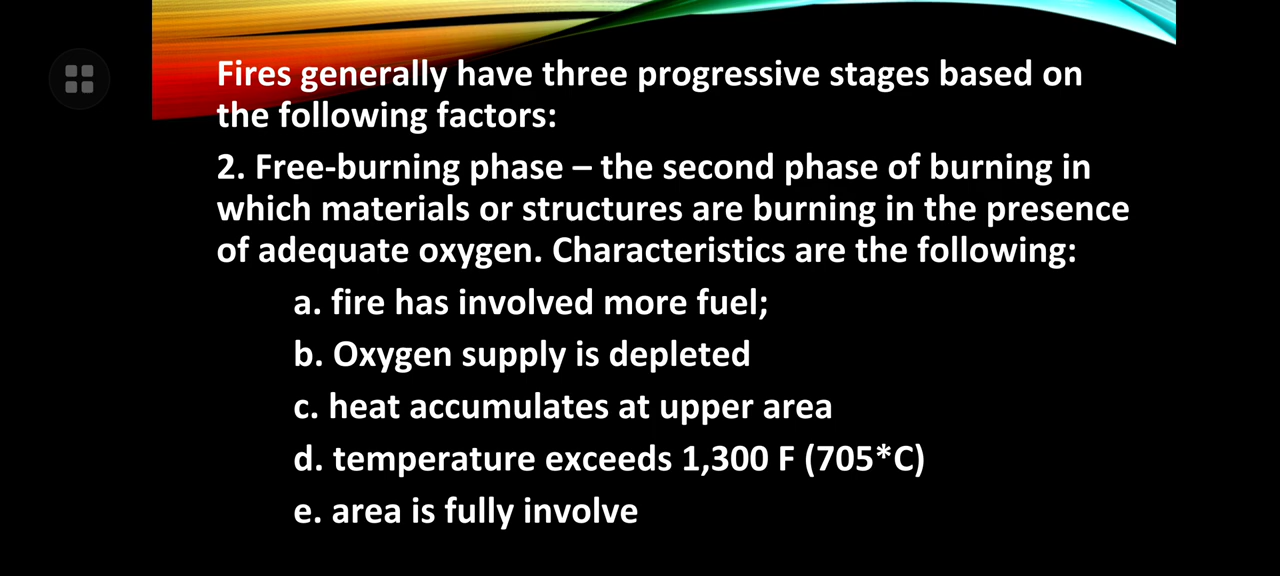 Fires generally have three progressive stages based on
the following factors:
2. Free-burning phase – the second phase of burning in
which materials or structures are burning in the presence
of adequate oxygen. Characteristics are the following:
a. fire has involved more fuel;
b. Oxygen supply is depleted
c. heat accumulates at upper area
d. temperature exceeds 1,300 F (705*C)
e. area is fully involve